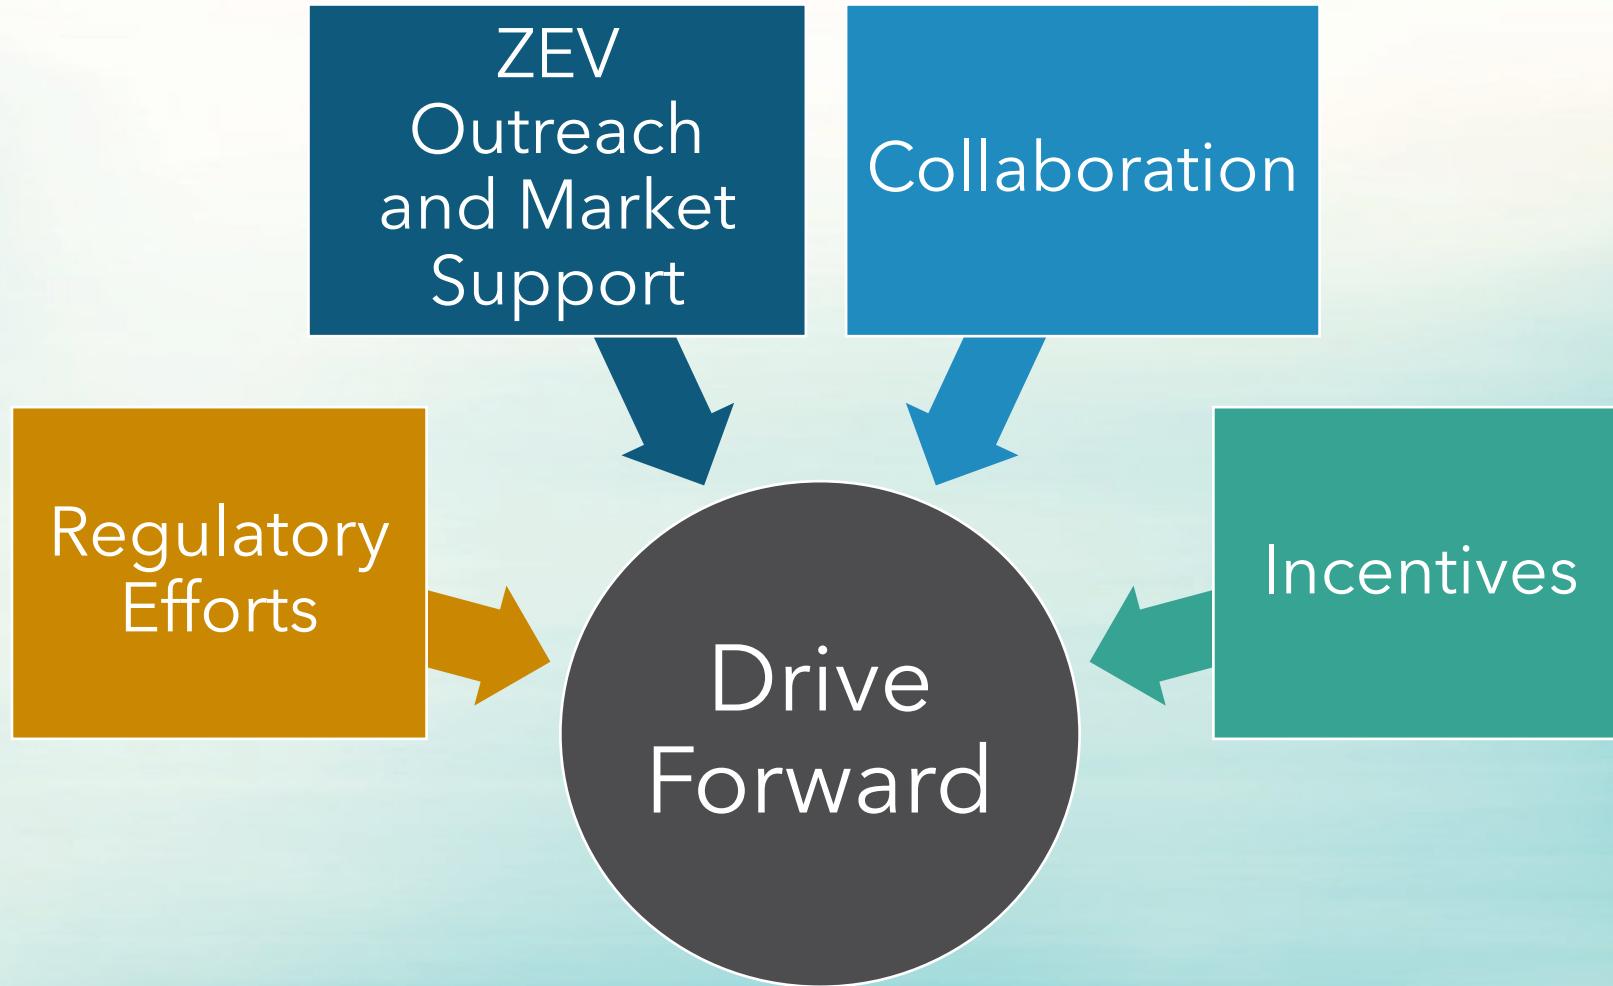 ZEV
Outreach
and Market
Support
Collaboration
Regulatory
Efforts
Incentives
Drive
Forward